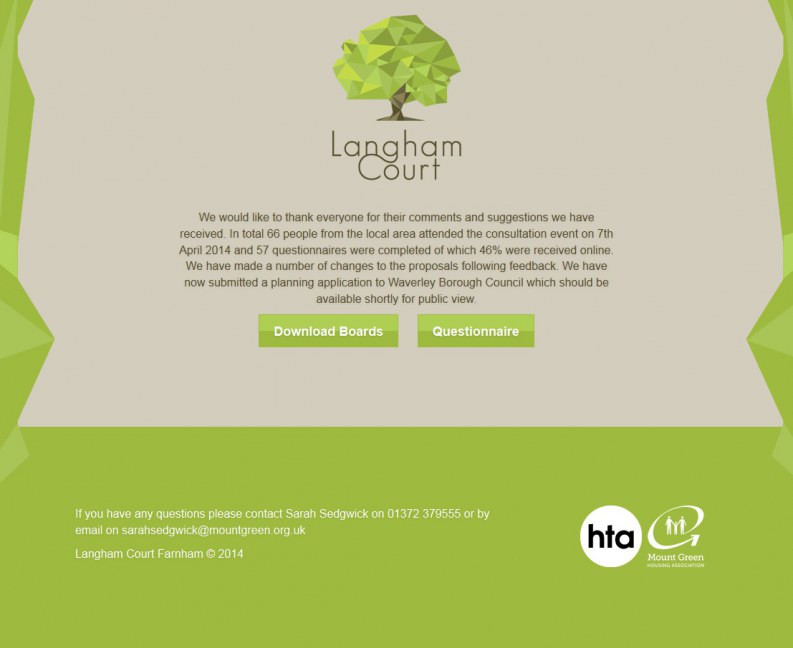 Langham
Court
We would like to thank everyone for their comments and suggestions we have
received. In total 66 people from the local area attended the consultation event on 7th
April 2014 and 57 questionnaires were completed of which 46% were received online.
We have made a number of changes to the proposals following feedback. We have
now submitted a planning application to Waverley Borough Council which should be
available shortly for public view.
Download Boards
Questionnaire
If you have any questions please contact Sarah Sedgwick on 01372 379555 or by
email on sarahsedgwick@mountgreen.org.uk
Langham Court Farnham © 2014
hta
Mount Green
HOUSING ASSOCIATION